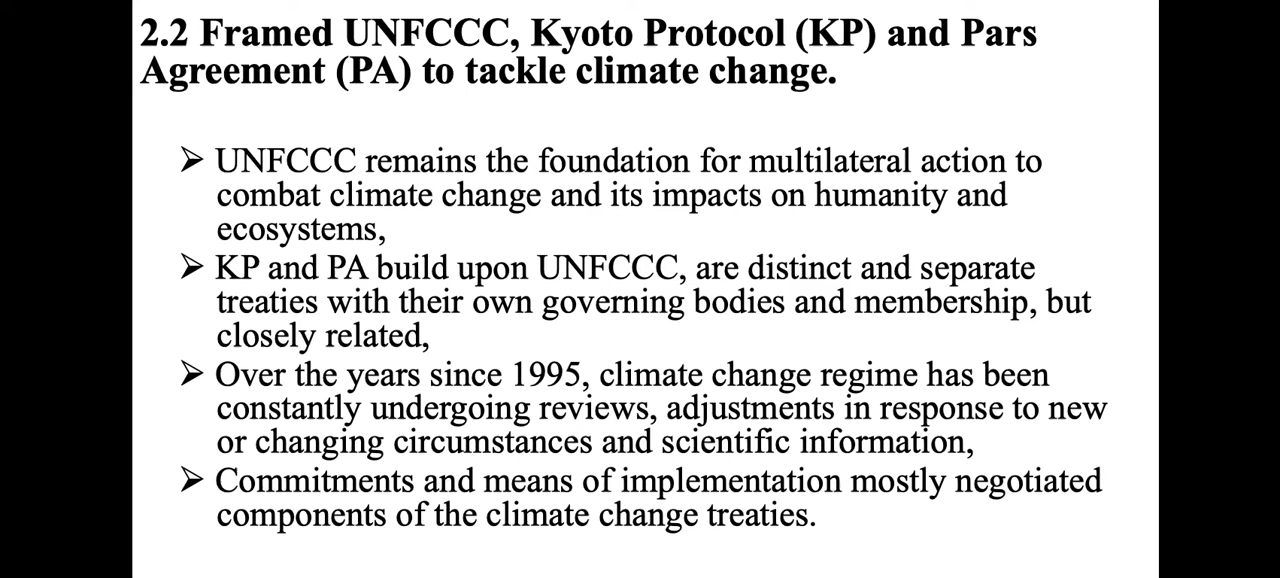 2.2 Framed UNFCCC, Kyoto Protocol (KP) and Pars
Agreement (PA) to tackle climate change.
➢ UNFCCC remains the foundation for multilateral action to
combat climate change and its impacts on humanity and
ecosystems,
➢ KP and PA build upon UNFCCC, are distinct and separate
treaties with their own governing bodies and membership, but
closely related,
➢ Over the years since 1995, climate change regime has been
constantly undergoing reviews, adjustments in response to new
or changing circumstances and scientific information,
➢ Commitments and means of implementation mostly negotiated
components of the climate change treaties.